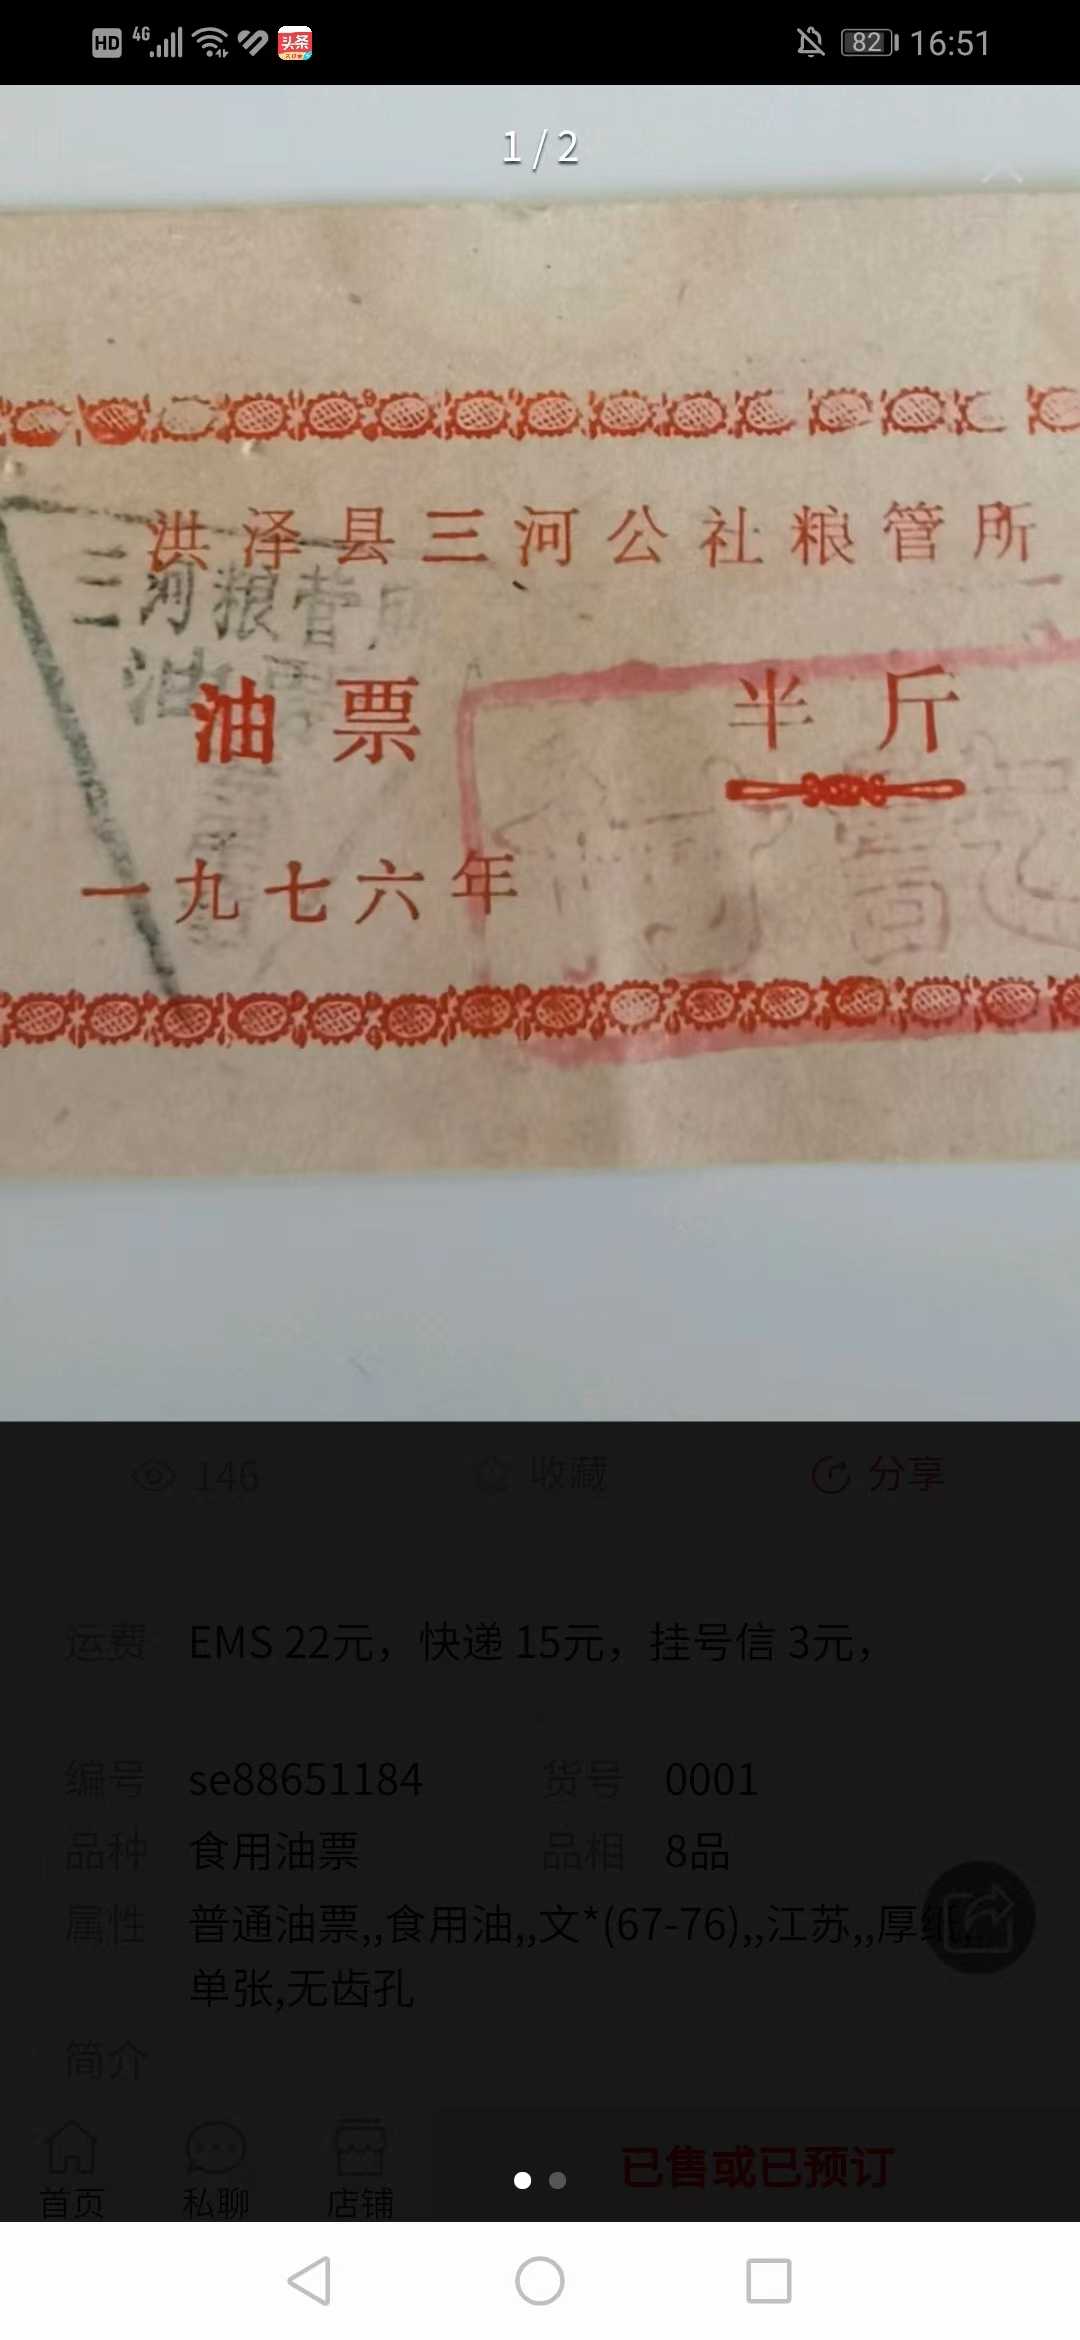 HD 4G 头条 82 16:51
1/2
洪泽县三河公社粮管所
三河粮管所
油票
油票 半斤
一九七六年
146 收藏 分享
运费 EMS 22元，快递 15元，挂号信 3元，
编号 se88651184 货号 0001
品种 食用油票 品相 8品
属性 普通油票,,食用油,,文*(67-76),,江苏,,厚纸,,
单张,无齿孔
简介
首页 私聊 店铺 已售或已预订